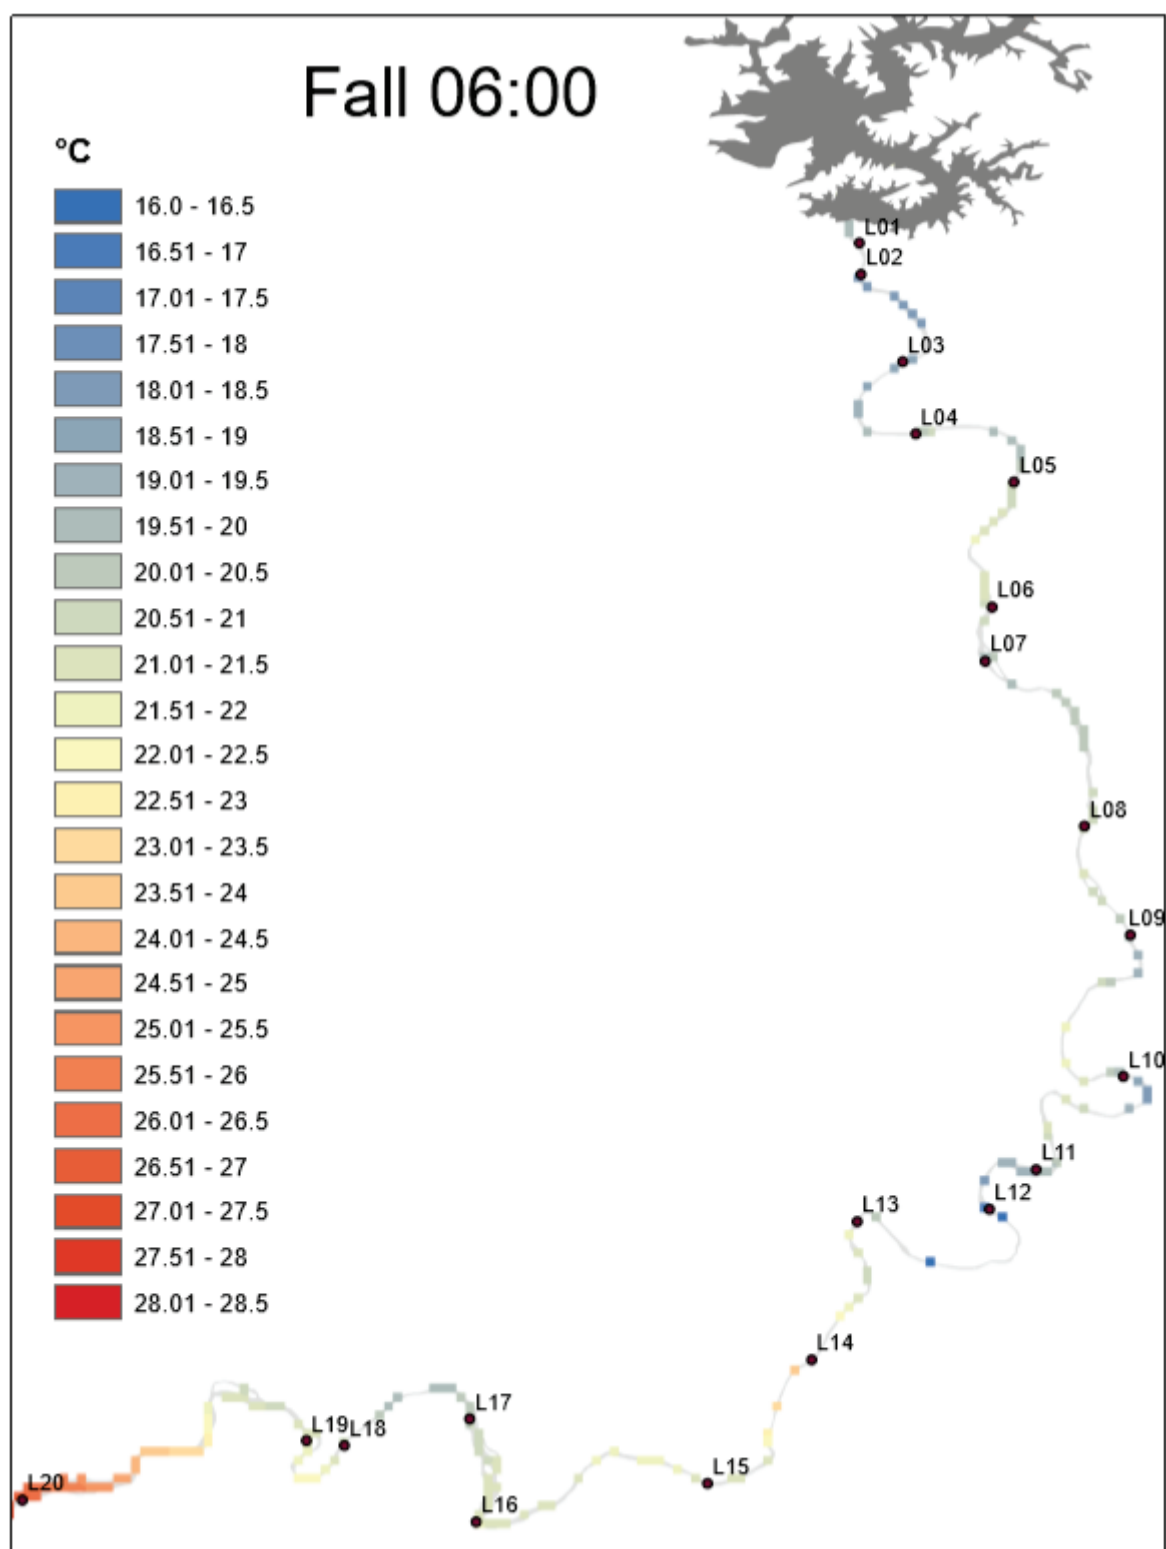 Fall 06:00
°C
16.0 - 16.5
16.51 - 17
17.01 - 17.5
17.51 - 18
18.01 - 18.5
18.51 - 19
19.01 - 19.5
19.51 - 20
20.01 - 20.5
20.51 - 21
21.01 - 21.5
21.51 - 22
22.01 - 22.5
22.51 - 23
23.01 - 23.5
23.51 - 24
24.01 - 24.5
24.51 - 25
25.01 - 25.5
25.51 - 26
26.01 - 26.5
26.51 - 27
27.01 - 27.5
27.51 - 28
28.01 - 28.5
L01
L02
L03
L04
L05
L06
L07
L08
L09
L10
L11
L12
L13
L14
L15
L16
L17
L18
L19
L20